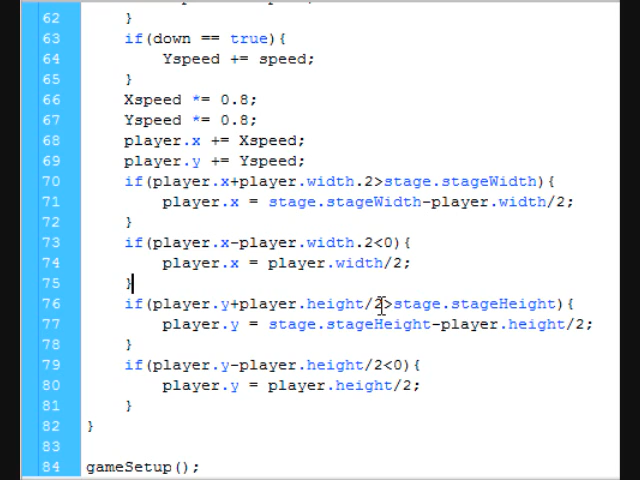 62 }
63 if(down == true){
64 Yspeed += speed;
65 }
66 Xspeed *= 0.8;
67 Yspeed *= 0.8;
68 player.x += Xspeed;
69 player.y += Yspeed;
70 if(player.x+player.width.2>stage.stageWidth){
71 player.x = stage.stageWidth-player.width/2;
72 }
73 if(player.x-player.width.2<0){
74 player.x = player.width/2;
75 }
76 if(player.y+player.height/2>stage.stageHeight){
77 player.y = stage.stageHeight-player.height/2;
78 }
79 if(player.y-player.height/2<0){
80 player.y = player.height/2;
81 }
82 }
83
84 gameSetup();